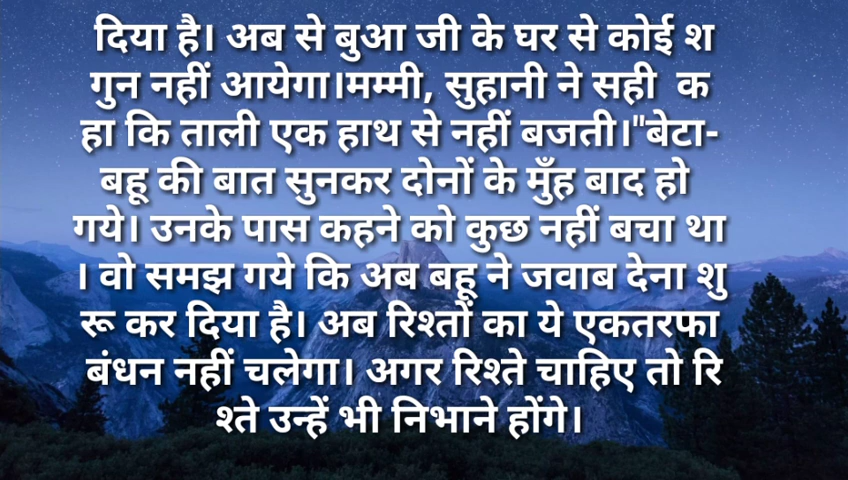 दिया है। अब से बुआ जी के घर से कोई श
गुन नहीं आयेगा।मम्मी, सुहानी ने सही  क
हा कि ताली एक हाथ से नहीं बजती।"बेटा-
बहू की बात सुनकर दोनों के मुँह बाद हो
गये। उनके पास कहने को कुछ नहीं बचा था
। वो समझ गये कि अब बहू ने जवाब देना शु
रू कर दिया है। अब रिश्तों का ये एकतरफा
बंधन नहीं चलेगा। अगर रिश्ते चाहिए तो रि
श्ते उन्हें भी निभाने होंगे।